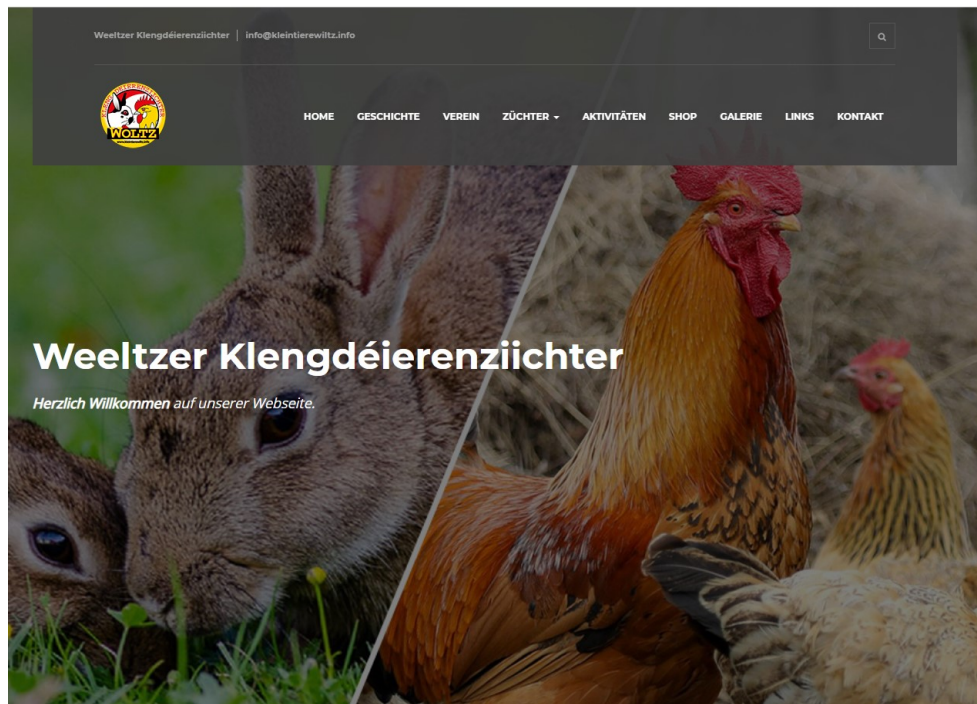 Weeltzer Klengdéierenziichter | info@kleintierewiltz.info
WOLTZ
HOME GESCHICHTE VEREIN ZÜCHTER AKTIVITÄTEN SHOP GALERIE LINKS KONTAKT
Weeltzer Klengdéierenziichter
Herzlich Willkommen auf unserer Webseite.